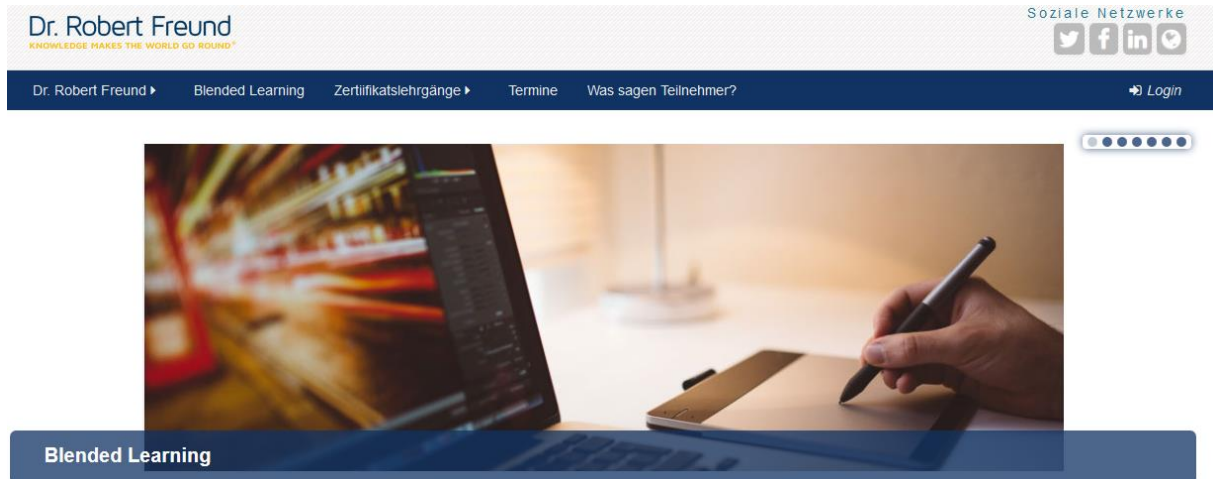 Soziale Netzwerke
Dr. Robert Freund
KNOWLEDGE MAKES THE WORLD GO ROUND®
Dr. Robert Freund Blended Learning Zertiifikatslehrgänge Termine Was sagen Teilnehmer? Login
Blended Learning